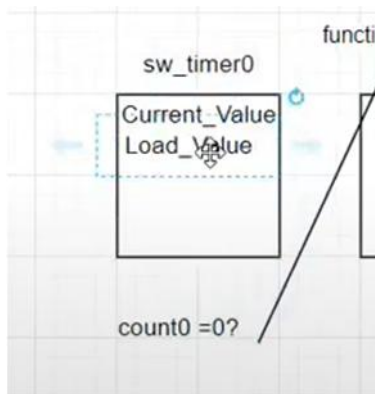 functi
sw_timer0
Current_Value
Load_Value
count0 =0?